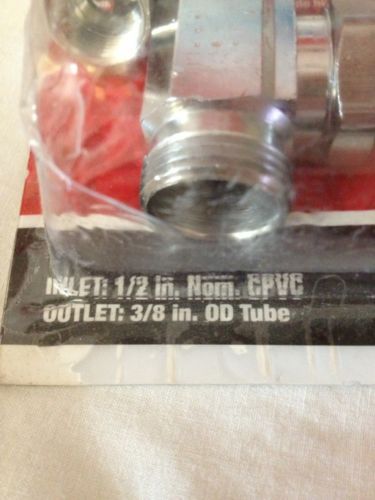 INLET: 1/2 in. Nom. CPVC
OUTLET: 3/8 in. OD Tube